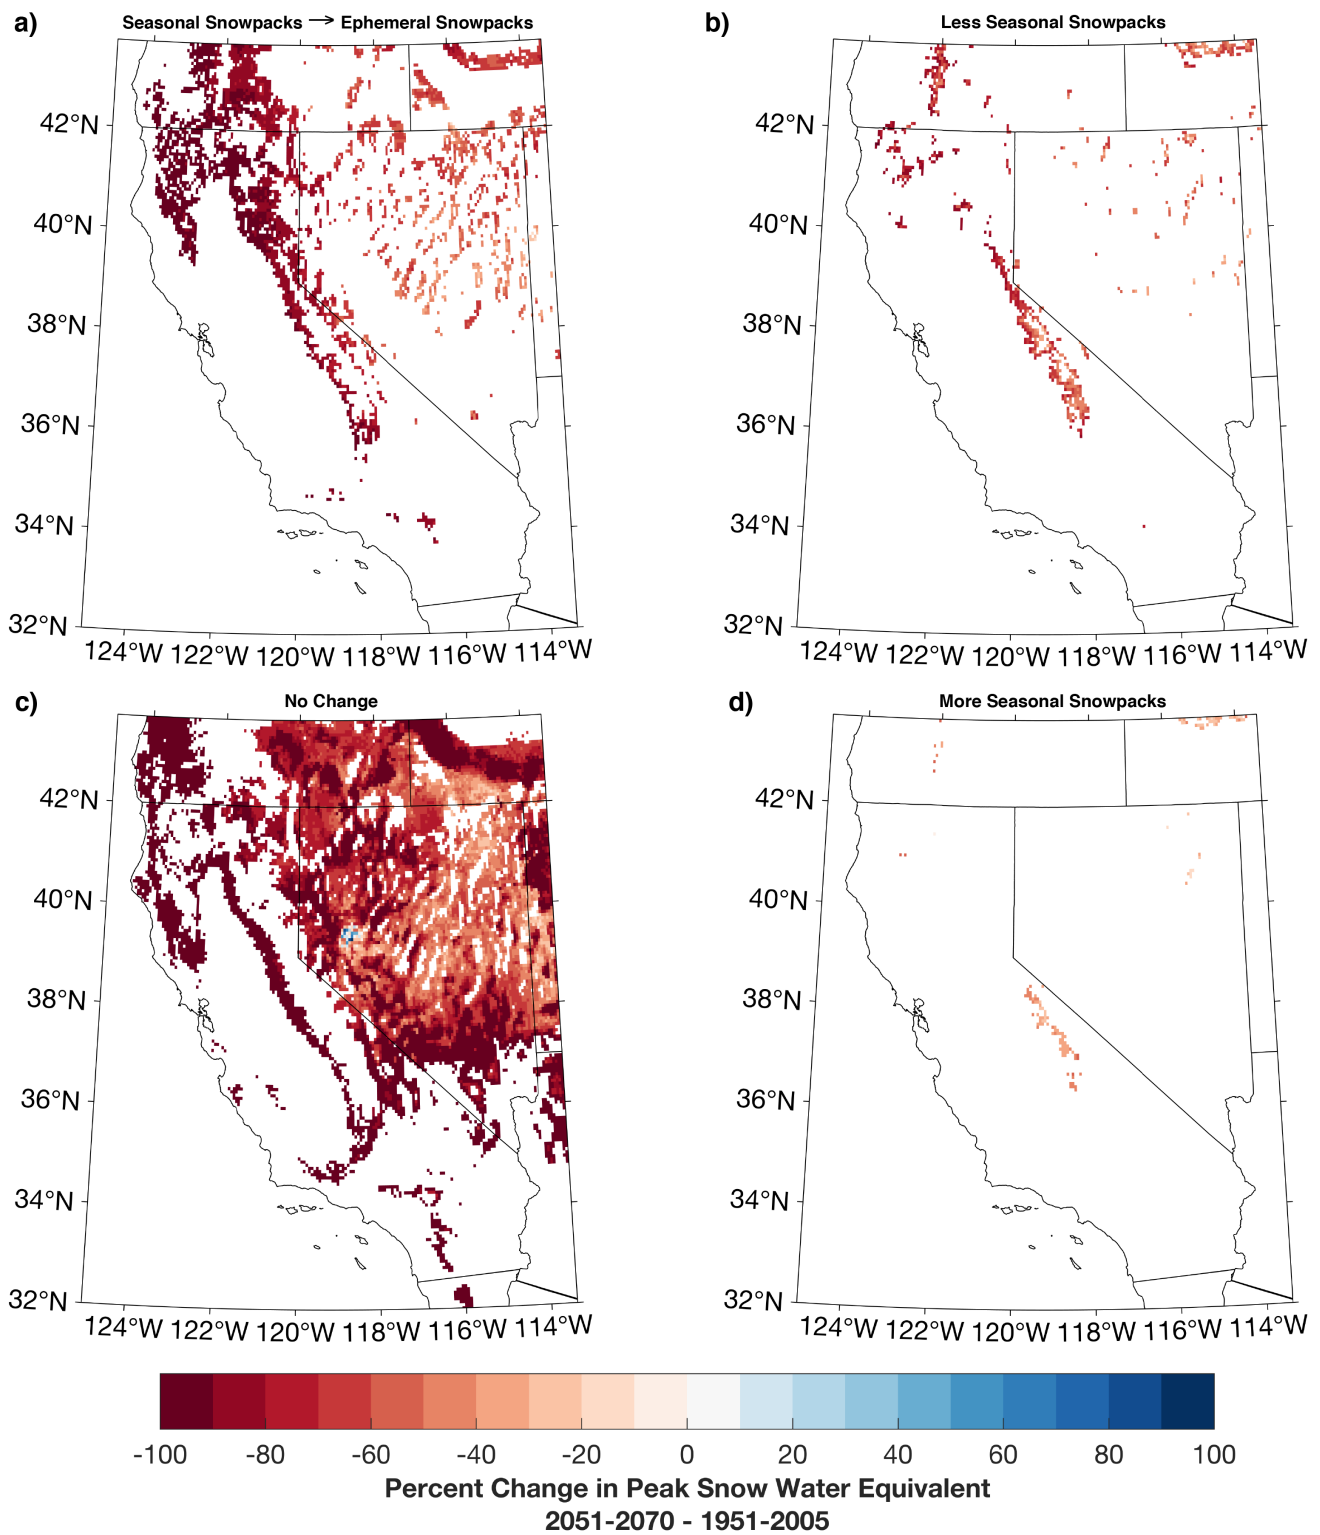 a) Seasonal Snowpacks → Ephemeral Snowpacks
42°N
40°N
38°N
36°N
34°N
32°N
124°W 122°W 120°W 118°W 116°W 114°W
b) Less Seasonal Snowpacks
42°N
40°N
38°N
36°N
34°N
32°N
124°W 122°W 120°W 118°W 116°W 114°W
c) No Change
42°N
40°N
38°N
36°N
34°N
32°N
124°W 122°W 120°W 118°W 116°W 114°W
d) More Seasonal Snowpacks
42°N
40°N
38°N
36°N
34°N
32°N
124°W 122°W 120°W 118°W 116°W 114°W
-100 -80 -60 -40 -20 0 20 40 60 80 100
Percent Change in Peak Snow Water Equivalent
2051-2070 - 1951-2005